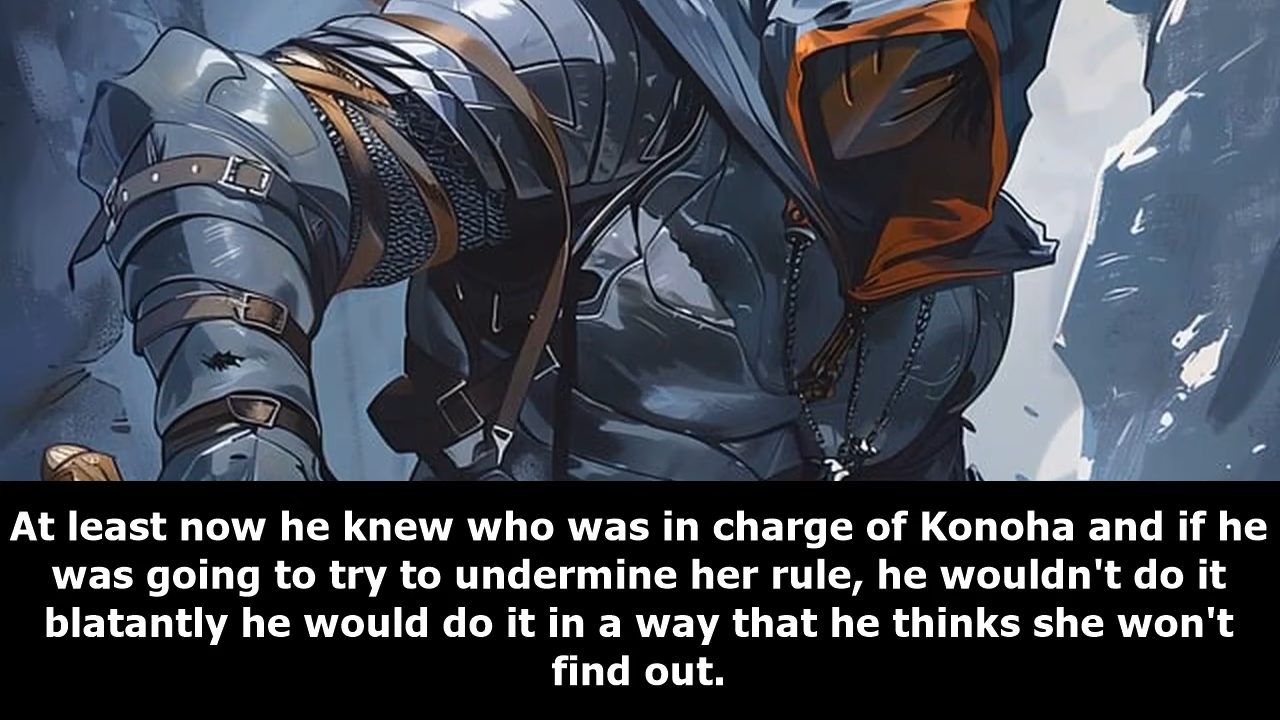 At least now he knew who was in charge of Konoha and if he
was going to try to undermine her rule, he wouldn't do it
blatantly he would do it in a way that he thinks she won't
find out.